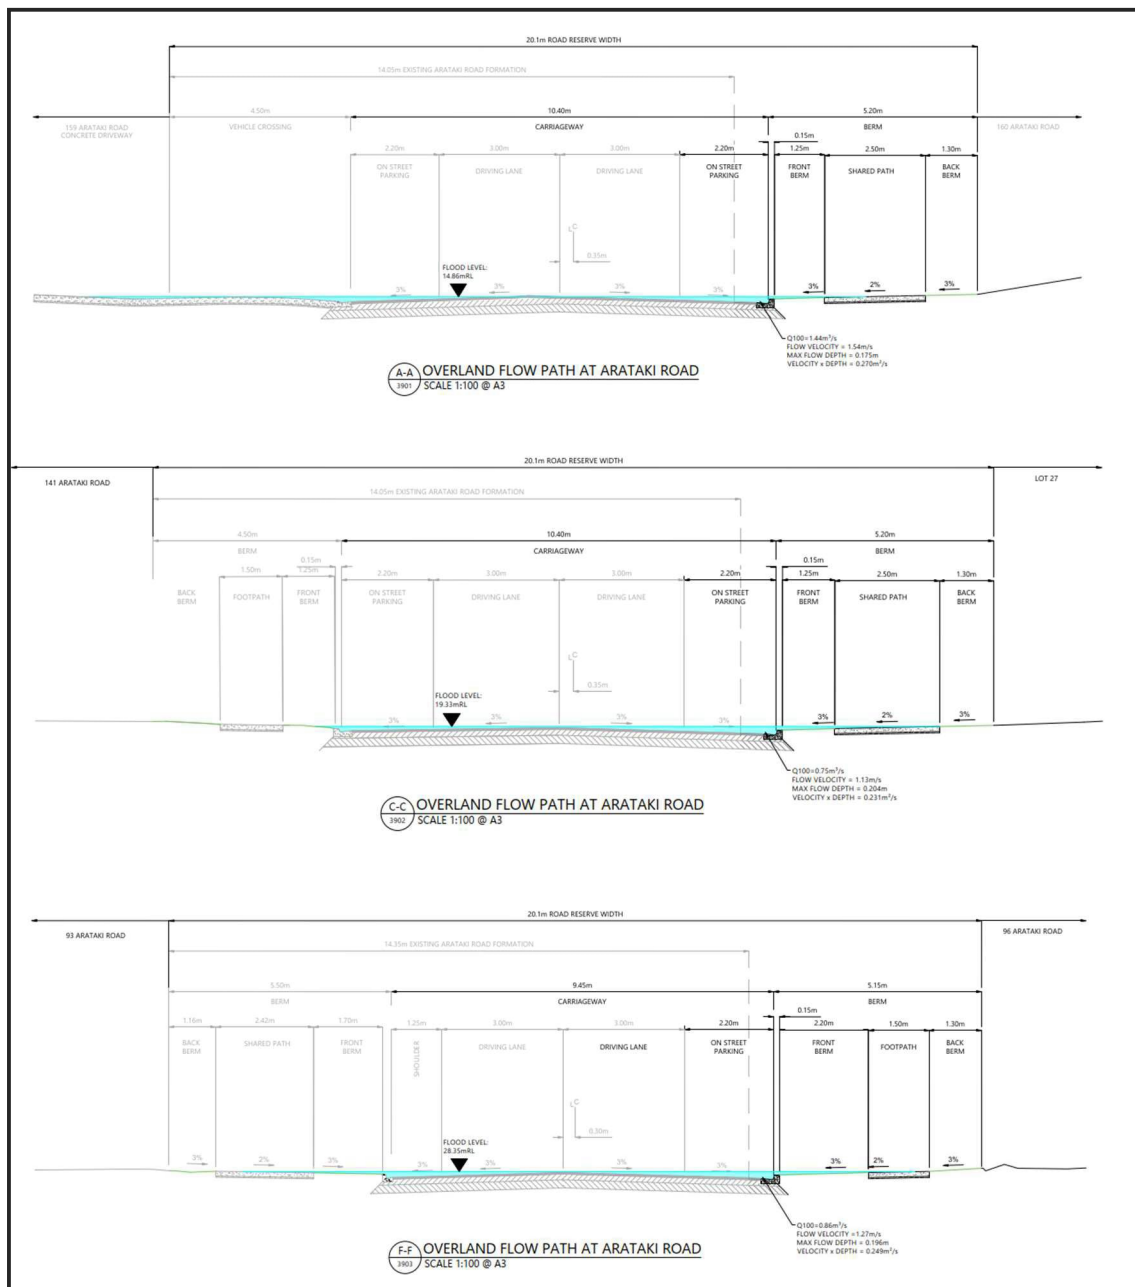 20.1m ROAD RESERVE WIDTH
14.05m EXISTING ARATAKI ROAD FORMATION
4.50m 10.40m 5.20m
159 ARATAKI ROAD
CONCRETE DRIVEWAY
VEHICLE CROSSING CARRIAGEWAY BERM 160 ARATAKI ROAD
0.15m
2.20m 3.00m 3.00m 2.20m 1.25m 2.50m 1.30m
ON STREET
PARKING
DRIVING LANE
DRIVING LANE
ON STREET
PARKING
FRONT
BERM
SHARED PATH
BACK
BERM
LC
0.35m
FLOOD LEVEL:
14.86mRL
3% 3% 3% 3% 3% 2% 3%
Q100=1.44m³/s
FLOW VELOCITY = 1.54m/s
MAX FLOW DEPTH = 0.175m
VELOCITY x DEPTH = 0.270m²/s
A-A
3901
OVERLAND FLOW PATH AT ARATAKI ROAD
SCALE 1:100 @ A3
20.1m ROAD RESERVE WIDTH
141 ARATAKI ROAD LOT 27
14.05m EXISTING ARATAKI ROAD FORMATION
4.50m 10.40m 5.20m
BERM CARRIAGEWAY BERM
0.15m 0.15m
1.50m 1.25m 2.20m 3.00m 3.00m 2.20m 1.25m 2.50m 1.30m
BACK
BERM
FOOTPATH
FRONT
BERM
ON STREET
PARKING
DRIVING LANE
DRIVING LANE
ON STREET
PARKING
FRONT
BERM
SHARED PATH
BACK
BERM
LC
0.35m
FLOOD LEVEL:
19.33mRL
3% 3% 3% 3% 3% 2% 3%
Q100=0.75m³/s
FLOW VELOCITY = 1.13m/s
MAX FLOW DEPTH = 0.204m
VELOCITY x DEPTH = 0.231m²/s
C-C
3902
OVERLAND FLOW PATH AT ARATAKI ROAD
SCALE 1:100 @ A3
20.1m ROAD RESERVE WIDTH
93 ARATAKI ROAD 96 ARATAKI ROAD
14.35m EXISTING ARATAKI ROAD FORMATION
5.50m 9.45m 5.15m
BERM CARRIAGEWAY BERM
0.15m
1.16m 2.42m 1.70m 1.25m 3.00m 3.00m 2.20m 2.20m 1.50m 1.30m
BACK
BERM
SHARED PATH
FRONT
BERM
SHOULDER
DRIVING LANE
DRIVING LANE
ON STREET
PARKING
FRONT
BERM
FOOTPATH
BACK
BERM
LC
0.30m
FLOOD LEVEL:
28.35mRL
3% 2% 3% 3% 3% 3% 3% 3% 2% 3%
Q100=0.86m³/s
FLOW VELOCITY =1.27m/s
MAX FLOW DEPTH = 0.196m
VELOCITY x DEPTH = 0.249m²/s
F-F
3903
OVERLAND FLOW PATH AT ARATAKI ROAD
SCALE 1:100 @ A3